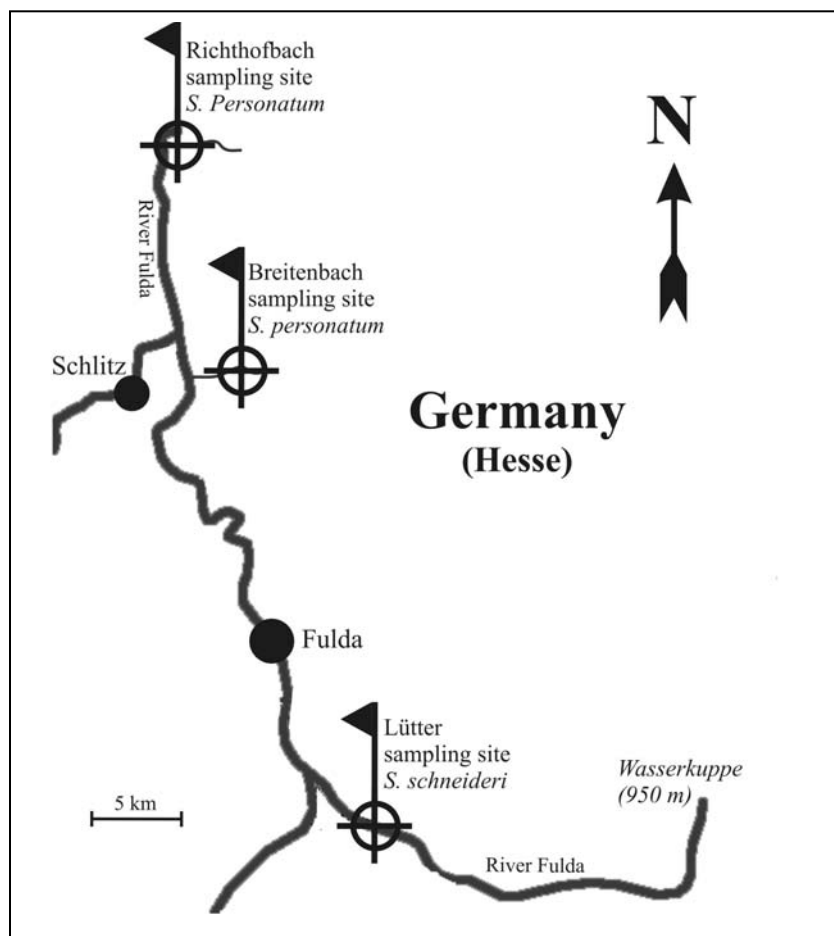 Richthofbach
sampling site
S. Personatum
N
River Fulda
Breitenbach
sampling site
S. personatum
Schlitz
Germany
(Hesse)
Fulda
Lütter
sampling site
S. schneideri
Wasserkuppe
(950 m)
5 km
River Fulda